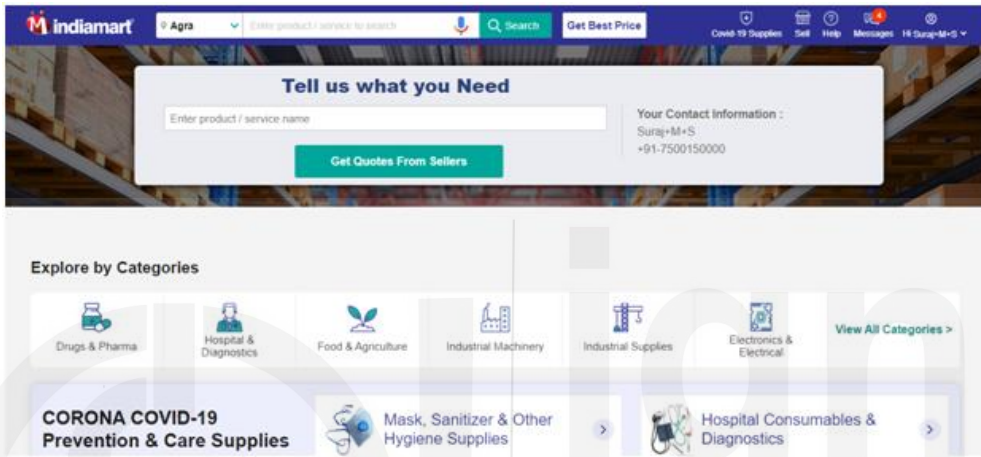 indiamart
Agra
Enter product / service to search
Search
Get Best Price
Covid-19 Supplies
Sell
Help
4
Messages
Hi Suraj+M+S
Tell us what you Need
Enter product / service name
Get Quotes From Sellers
Your Contact Information :
Suraj+M+S
+91-7500150000
Explore by Categories
Drugs & Pharma
Hospital &
Diagnostics
Food & Agriculture
Industrial Machinery
Industrial Supplies
Electronics &
Electrical
View All Categories >
CORONA COVID-19
Prevention & Care Supplies
Mask, Sanitizer & Other
Hygiene Supplies
Hospital Consumables &
Diagnostics